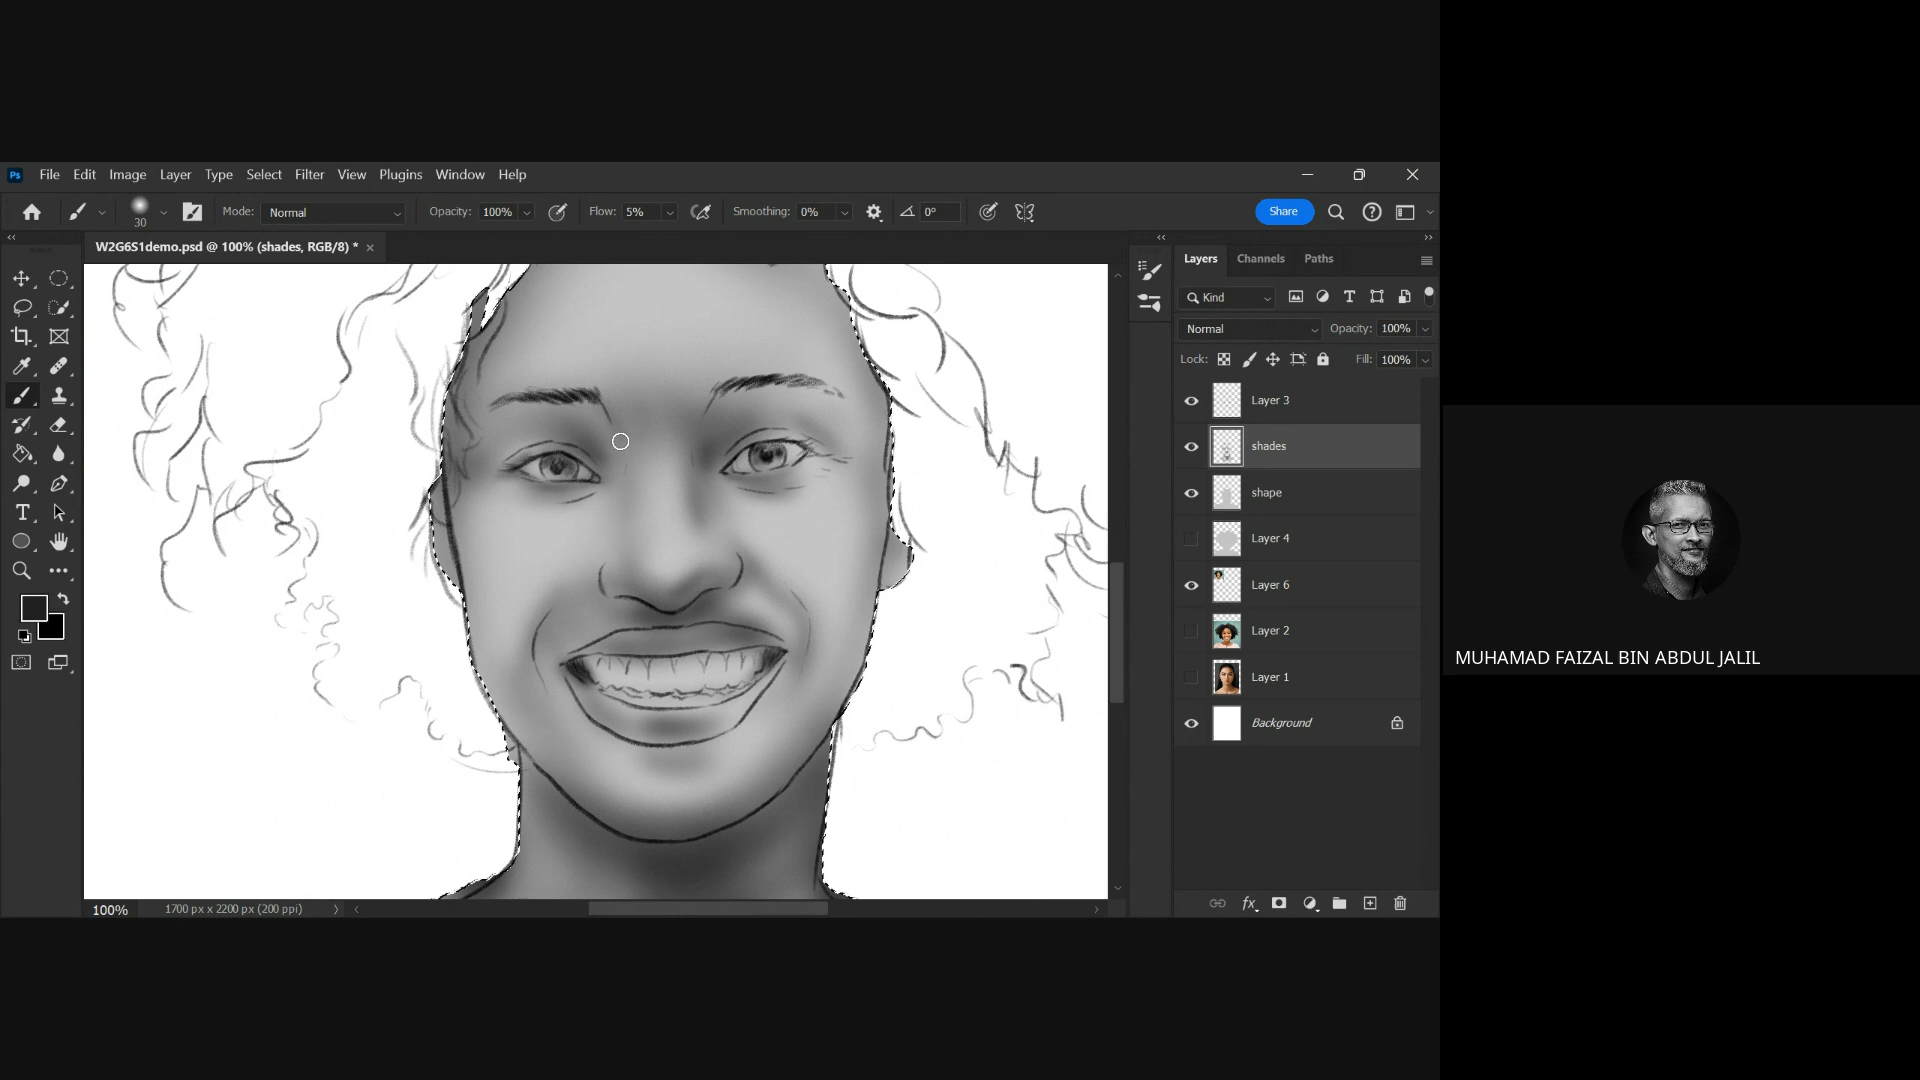 Ps File Edit Image Layer Type Select Filter View Plugins Window Help
30 Mode: Normal Opacity: 100% Flow: 5% Smoothing: 0% 0° Share
W2G6S1demo.psd @ 100% (shades, RGB/8) *
Layers Channels Paths
Kind
Normal Opacity: 100%
Lock: Fill: 100%
Layer 3
shades
shape
Layer 4
Layer 6
Layer 2
Layer 1
Background
MUHAMAD FAIZAL BIN ABDUL JALIL
100% 1700 px x 2200 px (200 ppi)
fx